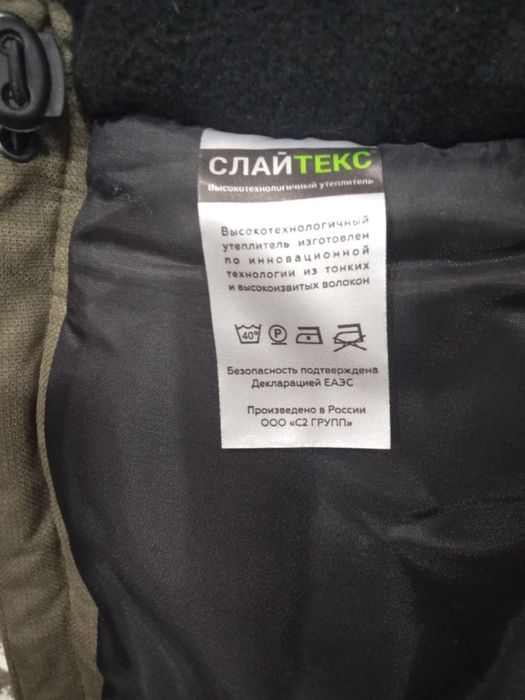 СЛАЙТЕКС
Высокотехнологичный утеплитель
Высокотехнологичный
утеплитель изготовлен
по инновационной
технологии из тонких
и высокоизвитых волокон
40° P
Безопасность подтверждена
Декларацией ЕАЭС
Произведено в России
ООО «С2 ГРУПП»